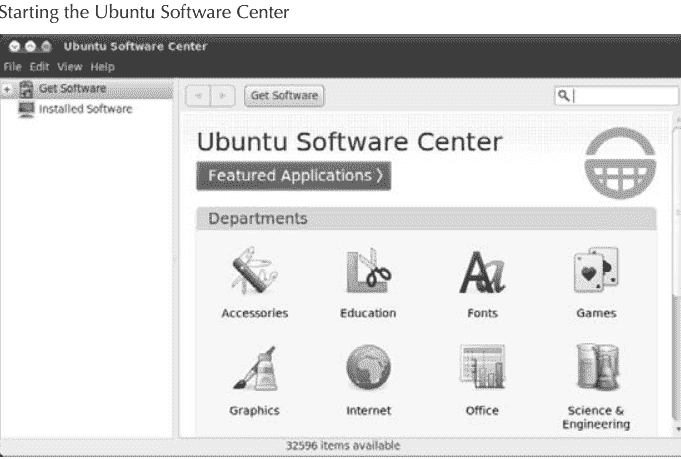 Starting the Ubuntu Software Center
Ubuntu Software Center
File Edit View Help
Get Software
Installed Software
Get Software
Ubuntu Software Center
Featured Applications
Departments
Accessories
Education
Fonts
Games
Graphics
Internet
Office
Science &
Engineering
32596 items available